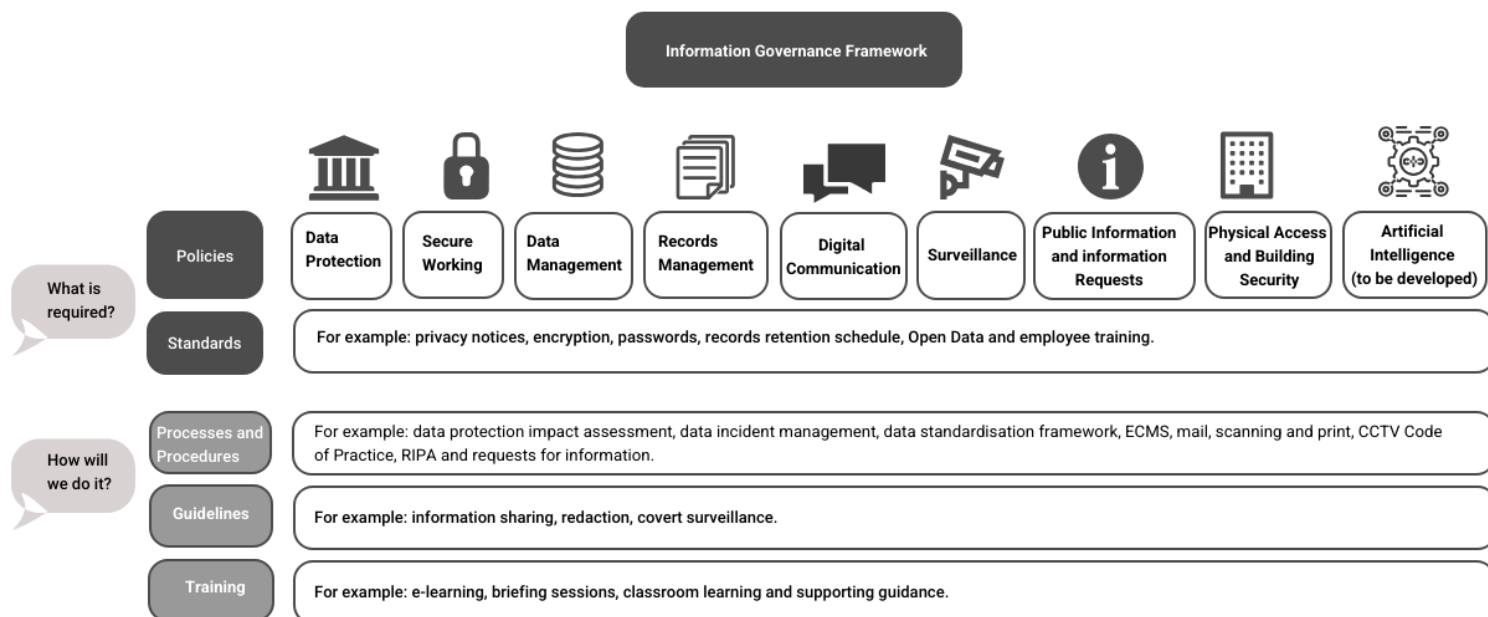 Information Governance Framework
Policies
Data
Protection
Secure
Working
Data
Management
Records
Management
Digital
Communication
Surveillance
Public Information
and information
Requests
Physical Access
and Building
Security
Artificial
Intelligence
(to be developed)
What is
required?
Standards
For example: privacy notices, encryption, passwords, records retention schedule, Open Data and employee training.
How will
we do it?
Processes and
Procedures
For example: data protection impact assessment, data incident management, data standardisation framework, ECMS, mail, scanning and print, CCTV Code
of Practice, RIPA and requests for information.
Guidelines
For example: information sharing, redaction, covert surveillance.
Training
For example: e-learning, briefing sessions, classroom learning and supporting guidance.